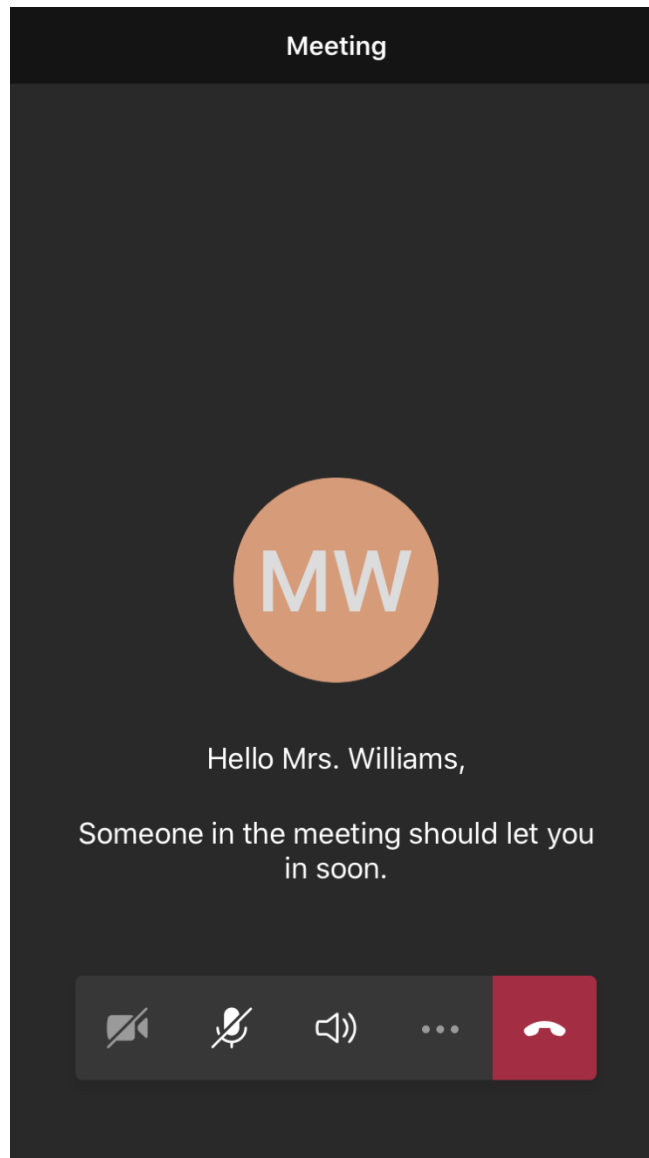 Meeting
MW
Hello Mrs. Williams,
Someone in the meeting should let you
in soon.